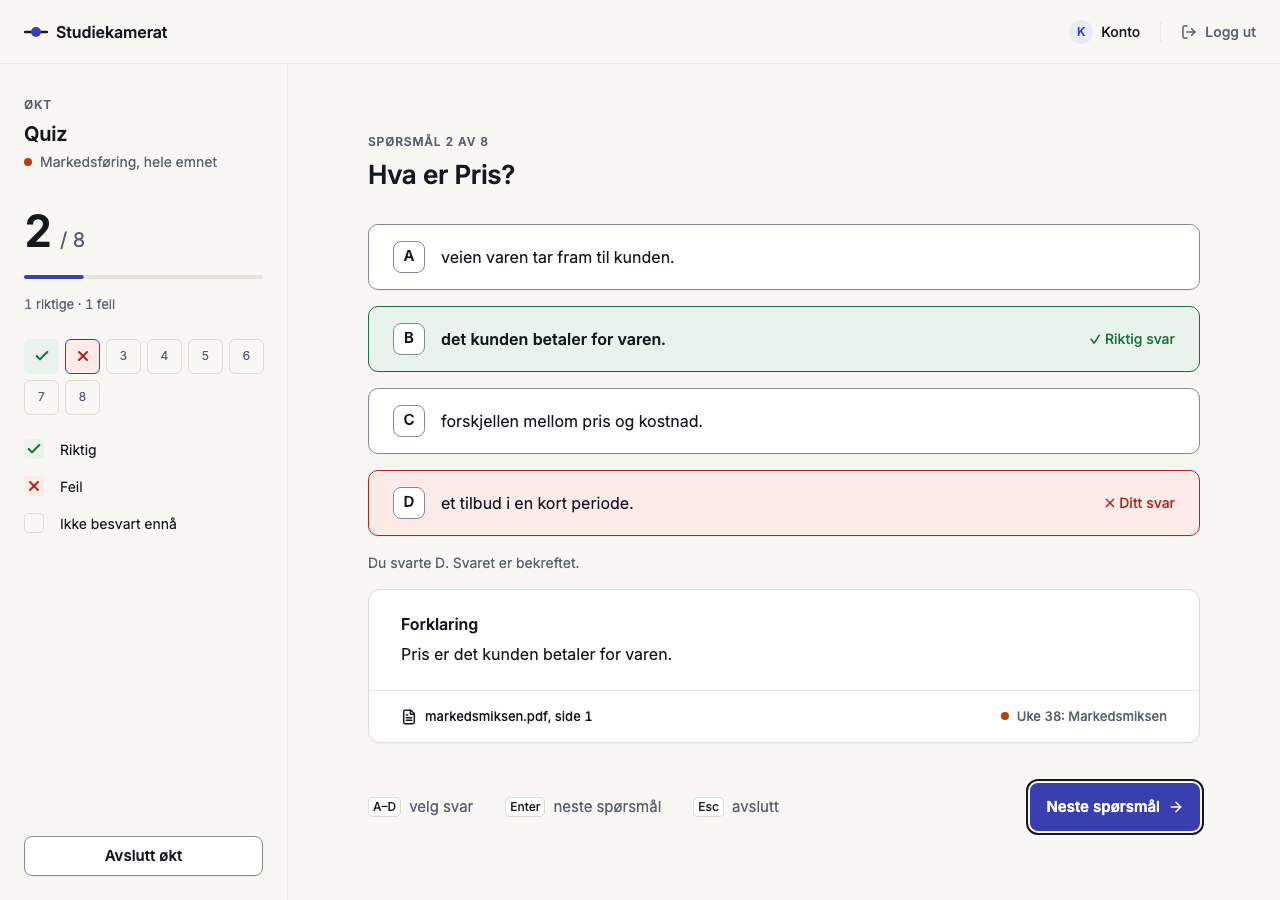 Studiekamerat
K Konto
Logg ut
ØKT
Quiz
Markedsføring, hele emnet
2 / 8
1 riktige · 1 feil
3 4 5 6
7 8
Riktig
Feil
Ikke besvart ennå
Avslutt økt
SPØRSMÅL 2 AV 8
Hva er Pris?
A veien varen tar fram til kunden.
B det kunden betaler for varen. Riktig svar
C forskjellen mellom pris og kostnad.
D et tilbud i en kort periode. Ditt svar
Du svarte D. Svaret er bekreftet.
Forklaring
Pris er det kunden betaler for varen.
markedsmiksen.pdf, side 1
Uke 38: Markedsmiksen
A–D velg svar Enter neste spørsmål Esc avslutt
Neste spørsmål